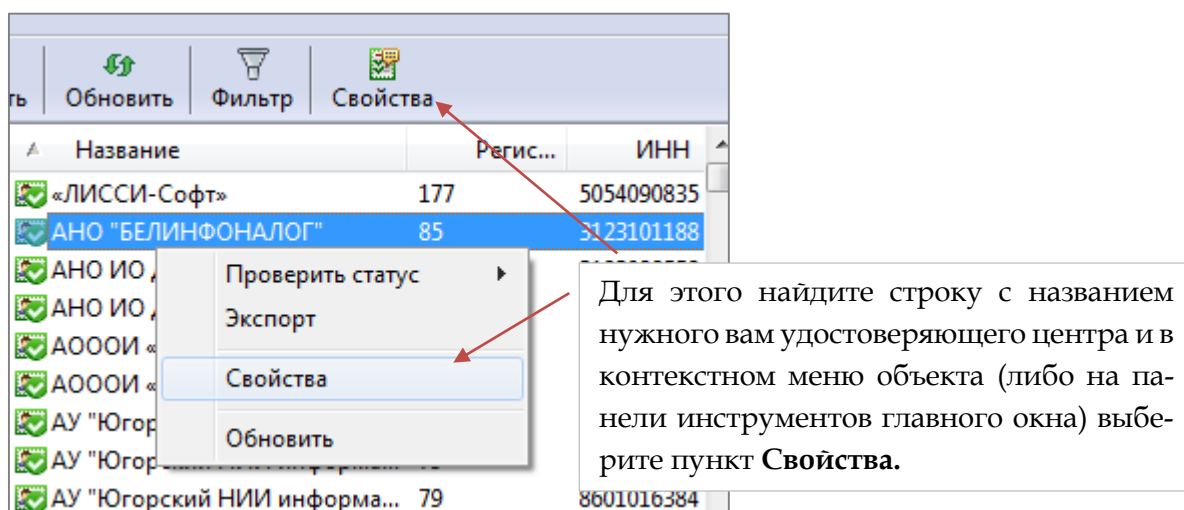 ть Обновить Фильтр Свойства
Название Регис... ИНН
«ЛИССИ-Софт» 177 5054090835
АНО "БЕЛИНФОНАЛОГ" 85 3123101188
АНО ИО
Проверить статус
АНО ИО
Экспорт
АОООИ «
АОООИ «
Свойства
АУ "Югор
Обновить
АУ "Югорский НИИ информа...
АУ "Югорский НИИ информа... 79 8601016384
Для этого найдите строку с названием
нужного вам удостоверяющего центра и в
контекстном меню объекта (либо на па-
нели инструментов главного окна) выбе-
рите пункт Свойства.